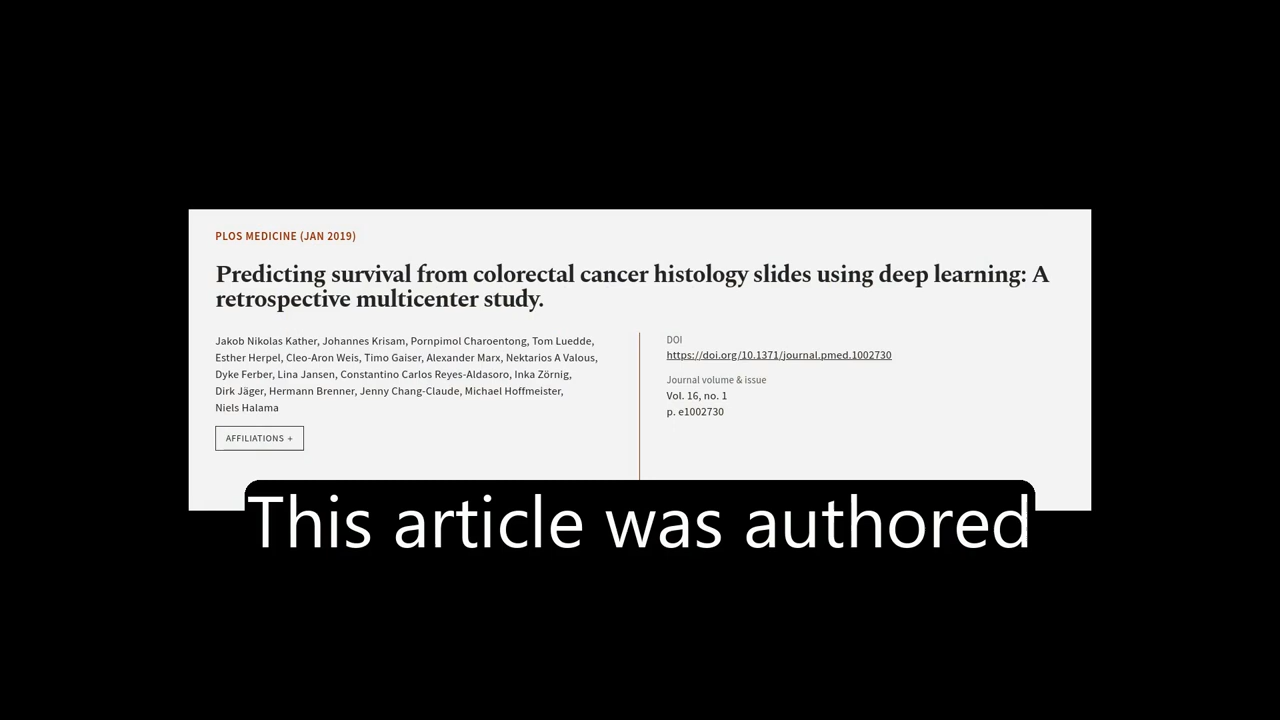 PLOS MEDICINE (JAN 2019)
Predicting survival from colorectal cancer histology slides using deep learning: A
retrospective multicenter study.
Jakob Nikolas Kather, Johannes Krisam, Pornpimol Charoentong, Tom Luedde,
Esther Herpel, Cleo-Aron Weis, Timo Gaiser, Alexander Marx, Nektarios A Valous,
Dyke Ferber, Lina Jansen, Constantino Carlos Reyes-Aldasoro, Inka Zörnig,
Dirk Jäger, Hermann Brenner, Jenny Chang-Claude, Michael Hoffmeister,
Niels Halama
AFFILIATIONS +
DOI
https://doi.org/10.1371/journal.pmed.1002730
Journal volume & issue
Vol. 16, no. 1
p. e1002730
This article was authored